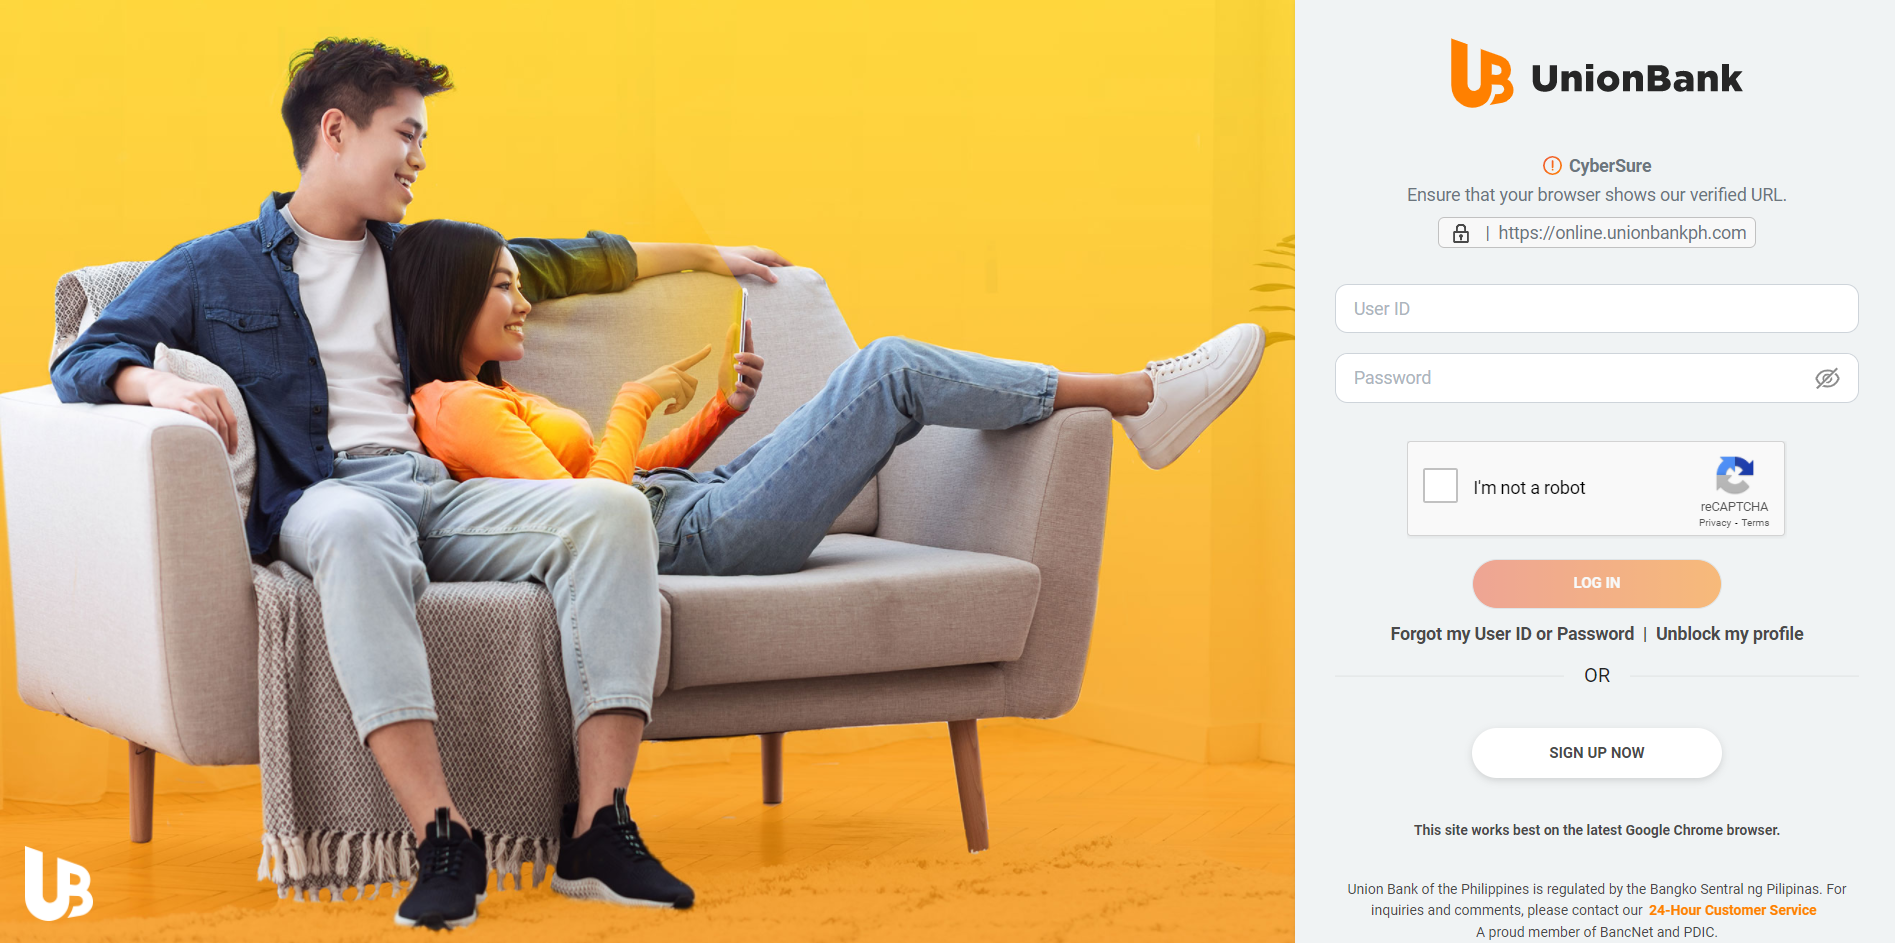 UB UnionBank
CyberSure
Ensure that your browser shows our verified URL.
| https://online.unionbankph.com
User ID
Password
I'm not a robot
reCAPTCHA
Privacy - Terms
LOG IN
Forgot my User ID or Password | Unblock my profile
OR
SIGN UP NOW
This site works best on the latest Google Chrome browser.
Union Bank of the Philippines is regulated by the Bangko Sentral ng Pilipinas. For
inquiries and comments, please contact our 24-Hour Customer Service
A proud member of BancNet and PDIC.
UB